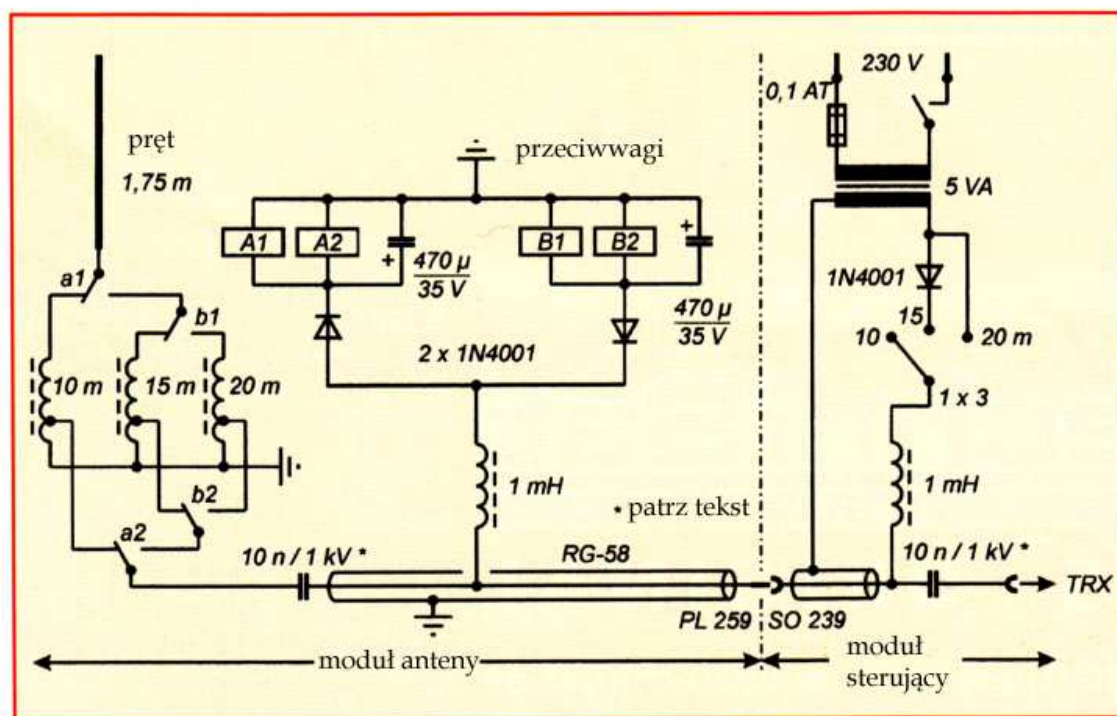 pręt
1,75 m
a1
b1
10 m
15 m
20 m
b2
a2
10 n / 1 kV *
przeciwwagi
A1
A2
+
470 µ
35 V
B1
B2
+
470 µ
35 V
2 x 1N4001
1 mH
* patrz tekst
RG-58
PL 259
SO 239
230 V
0,1 AT
5 VA
1N4001
15
10
20 m
1 x 3
1 mH
10 n / 1 kV *
TRX
moduł anteny
moduł
sterujący